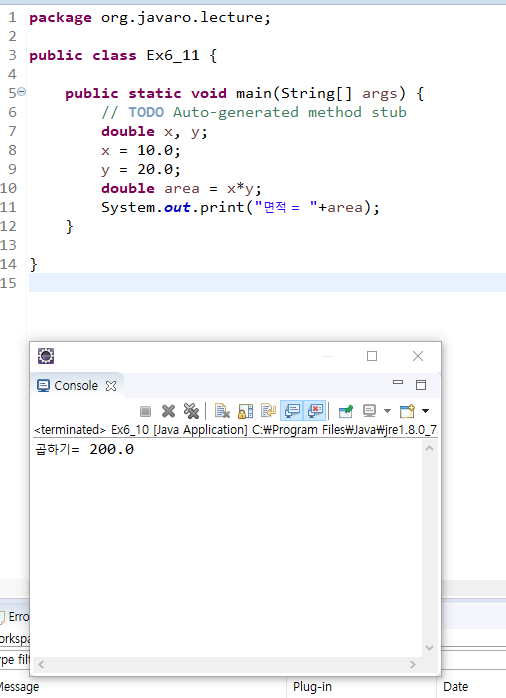 1 package org.javaro.lecture;
2
3 public class Ex6_11 {
4
5 public static void main(String[] args) {
6 // TODO Auto-generated method stub
7 double x, y;
8 x = 10.0;
9 y = 20.0;
10 double area = x*y;
11 System.out.print("면적 = "+area);
12 }
13
14 }
15
Console
<terminated> Ex6_10 [Java Application] C:₩Program Files₩Java₩jre1.8.0_7
곱하기= 200.0
Erro
orkspa
ype filt
Message Plug-in Date